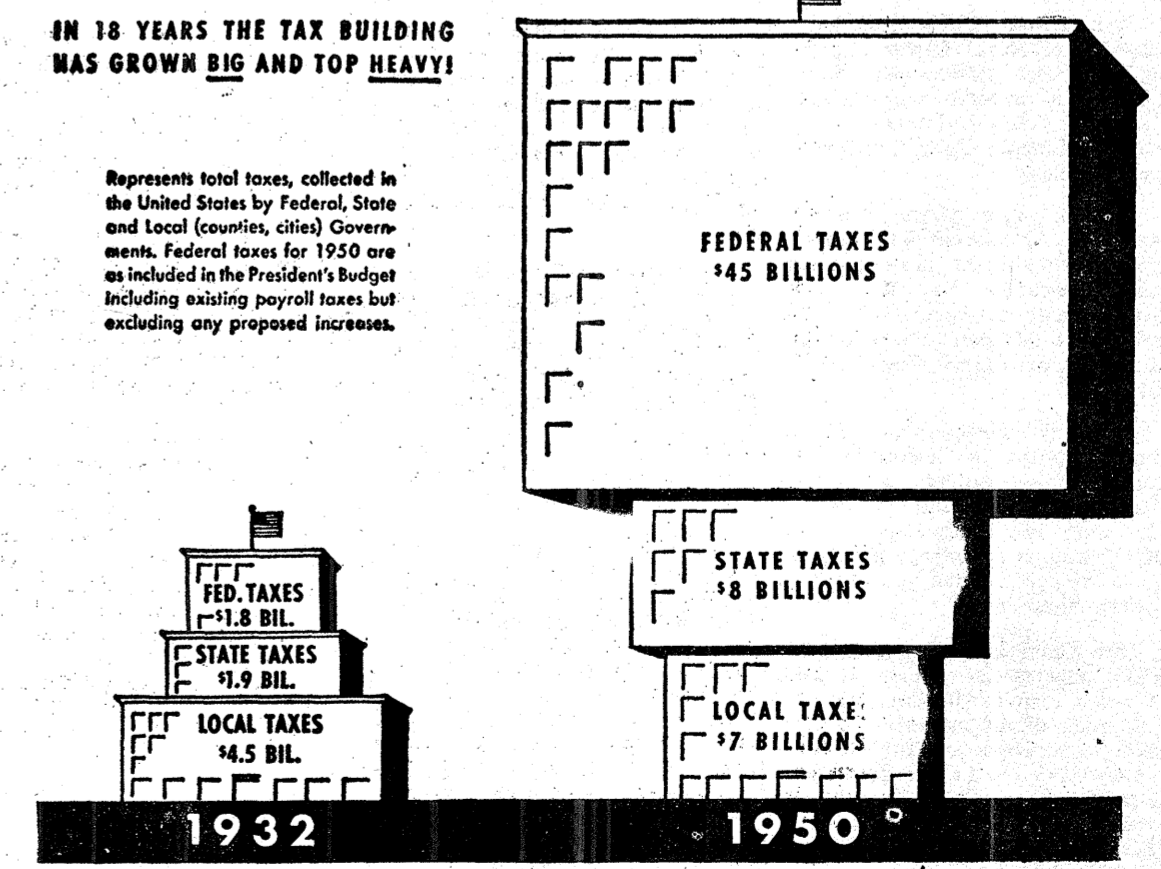 IN 18 YEARS THE TAX BUILDING
HAS GROWN BIG AND TOP HEAVY!
Represents total taxes, collected in
the United States by Federal, State
and Local (counties, cities) Govern-
ments. Federal taxes for 1950 are
as included in the President's Budget
including existing payroll taxes but
excluding any proposed increases.
FEDERAL TAXES
$45 BILLIONS
STATE TAXES
$8 BILLIONS
LOCAL TAXES
$7 BILLIONS
FED. TAXES
$1.8 BIL.
STATE TAXES
$1.9 BIL.
LOCAL TAXES
$4.5 BIL.
1932
1950